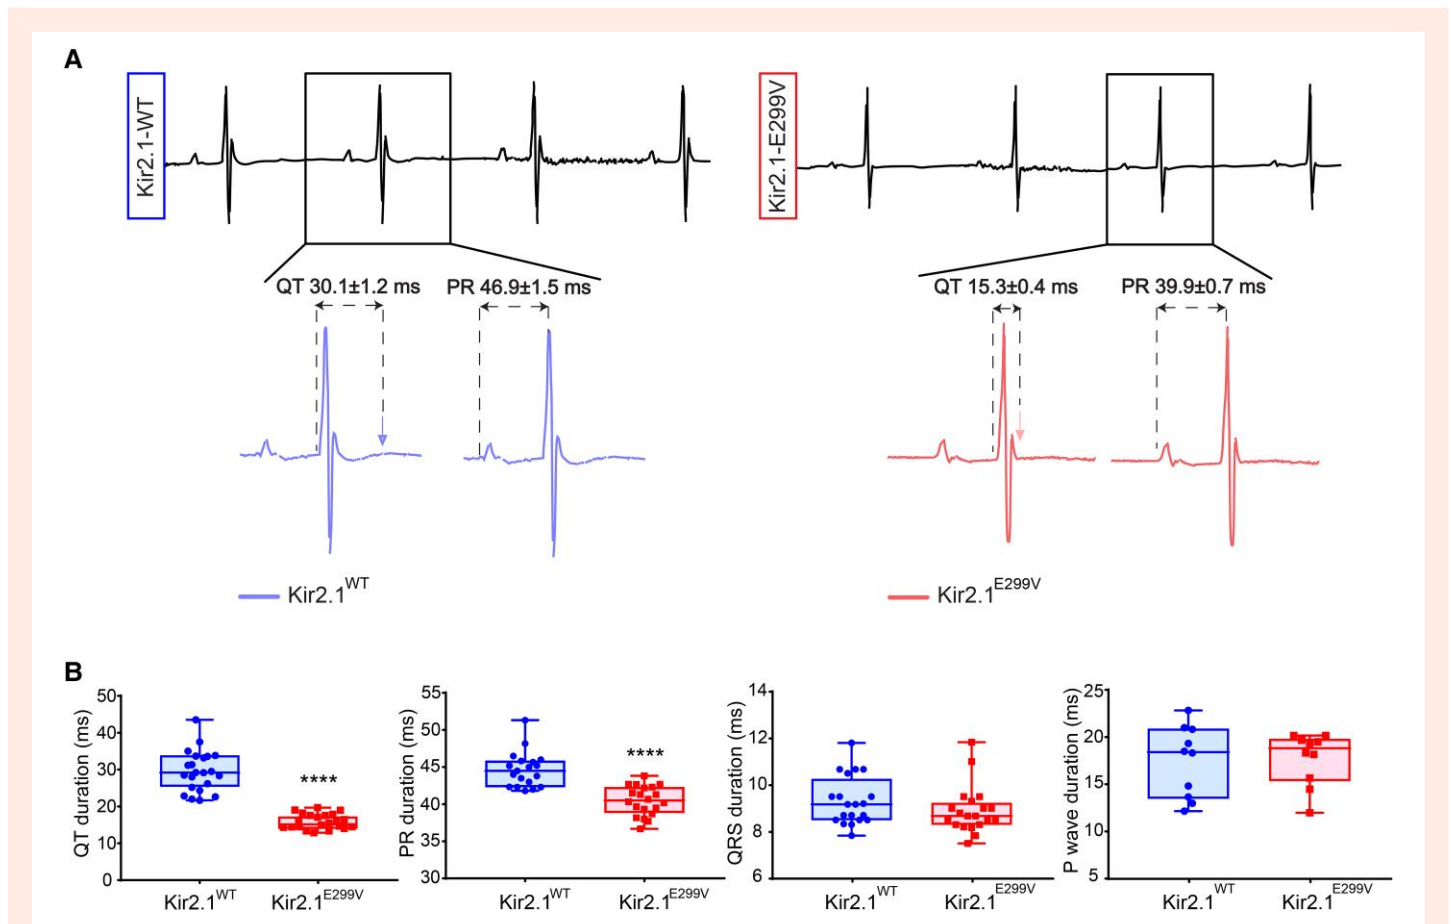 A
Kir2.1-WT
Kir2.1-E299V
QT 30.1±1.2 ms
PR 46.9±1.5 ms
QT 15.3±0.4 ms
PR 39.9±0.7 ms
Kir2.1WT
Kir2.1E299V
B
QT duration (ms)
50
40
30
20
10
0
****
Kir2.1WT
Kir2.1E299V
PR duration (ms)
55
50
45
40
35
30
****
Kir2.1WT
Kir2.1E299V
QRS duration (ms)
14
12
10
8
6
Kir2.1WT
Kir2.1E299V
P wave duration (ms)
25
20
15
10
5
Kir2.1WT
Kir2.1E299V